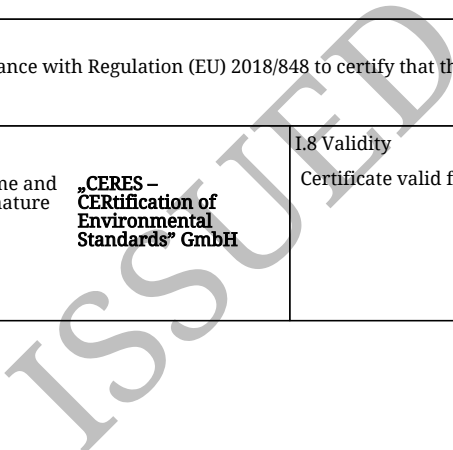 ance with Regulation (EU) 2018/848 to certify that th
I.8 Validity
me and
nature
„CERES –
CERtification of
Environmental
Standards” GmbH
Certificate valid f
ISSUED